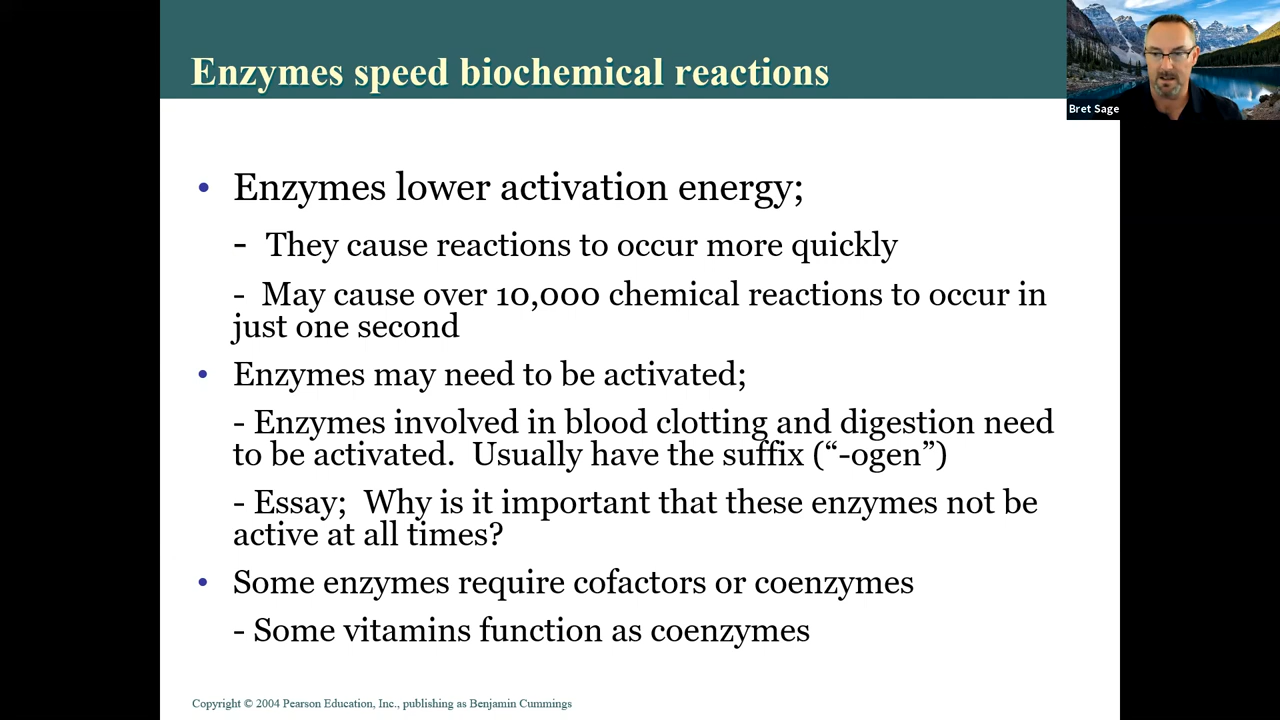 Enzymes speed biochemical reactions
Bret Sage
• Enzymes lower activation energy;
- They cause reactions to occur more quickly
- May cause over 10,000 chemical reactions to occur in
just one second
• Enzymes may need to be activated;
- Enzymes involved in blood clotting and digestion need
to be activated.  Usually have the suffix (“-ogen”)
- Essay;  Why is it important that these enzymes not be
active at all times?
• Some enzymes require cofactors or coenzymes
- Some vitamins function as coenzymes
Copyright © 2004 Pearson Education, Inc., publishing as Benjamin Cummings